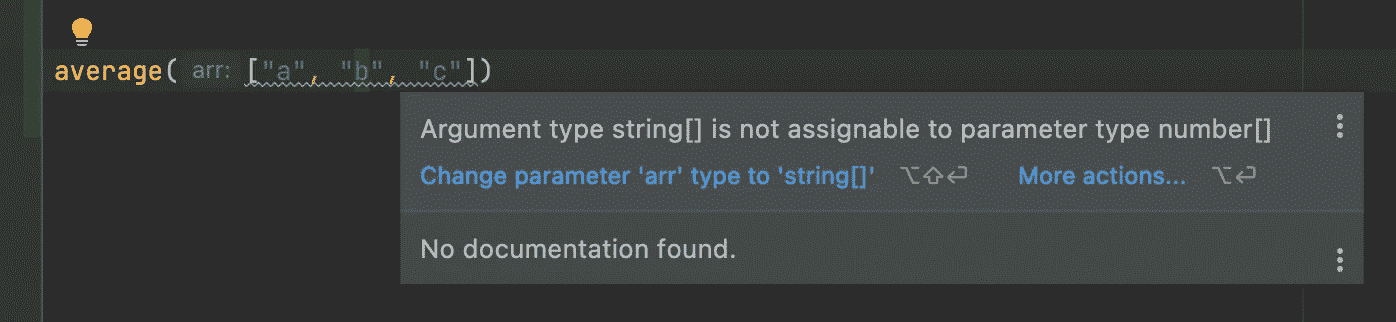 average( arr: ["a", "b", "c"])
Argument type string[] is not assignable to parameter type number[]
Change parameter 'arr' type to 'string[]' ⌥⇧⏎ More actions... ⌥⏎
No documentation found.